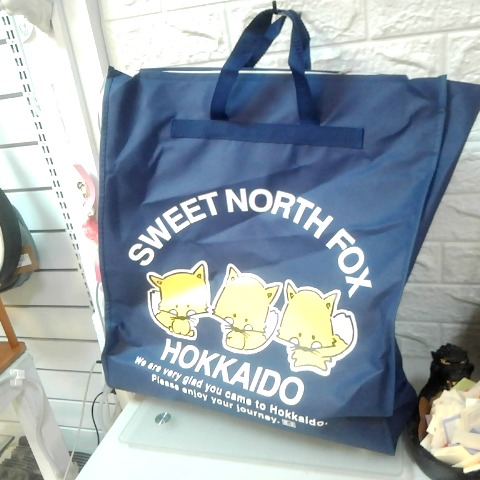 SWEET NORTH FOX
HOKKAIDO
We are very glad you came to Hokkaido.
Please enjoy your journey.